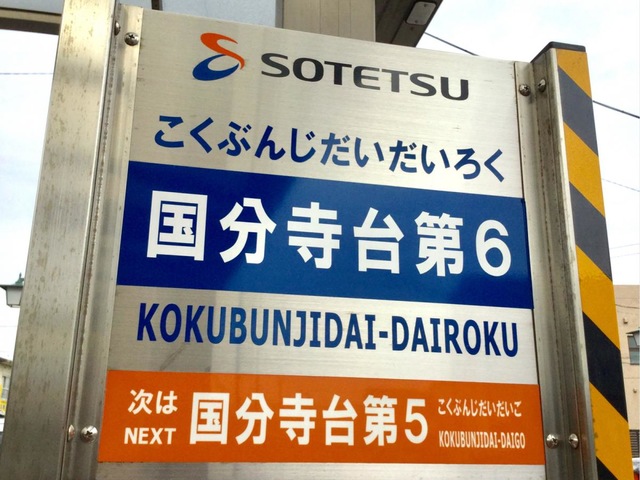 SOTETSU
こくぶんじだいだいろく
国分寺台第6
KOKUBUNJIDAI-DAIROKU
次は 国分寺台第5 こくぶんじだいだいご
NEXT KOKUBUNJIDAI-DAIGO